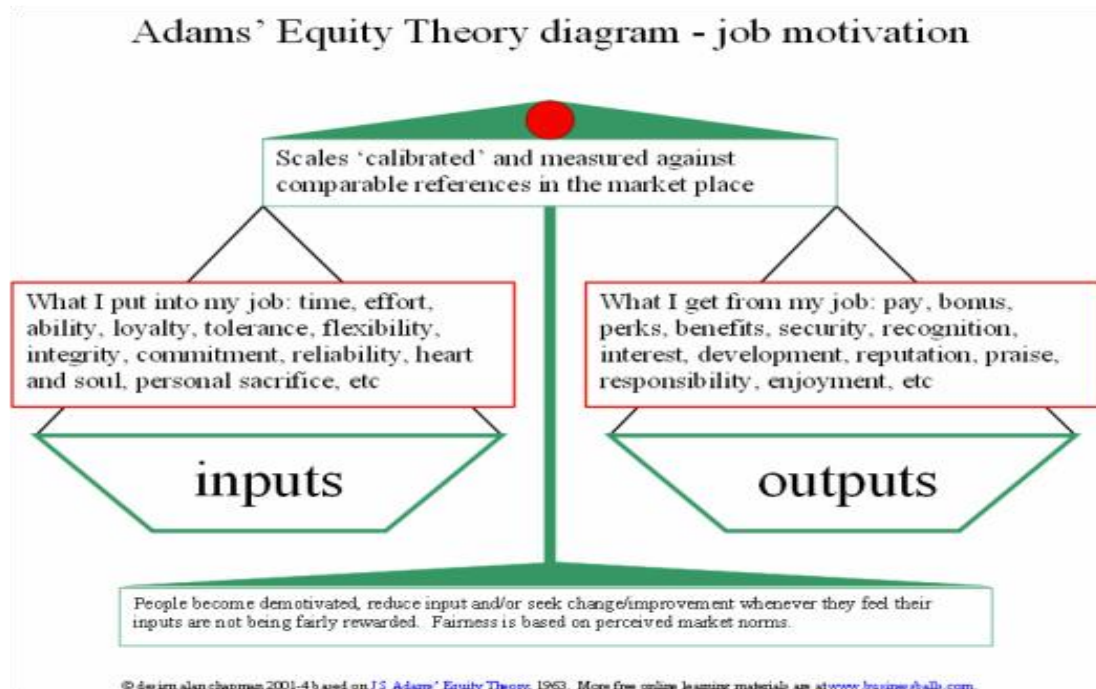 Adams’ Equity Theory diagram - job motivation
Scales ‘calibrated’ and measured against
comparable references in the market place
What I put into my job: time, effort,
ability, loyalty, tolerance, flexibility,
integrity, commitment, reliability, heart
and soul, personal sacrifice, etc
What I get from my job: pay, bonus,
perks, benefits, security, recognition,
interest, development, reputation, praise,
responsibility, enjoyment, etc
inputs
outputs
People become demotivated, reduce input and/or seek change/improvement whenever they feel their
inputs are not being fairly rewarded. Fairness is based on perceived market norms.
© design alan chapman 2001-4 based on J S Adams’ Equity Theory, 1963. More free online learning materials are at www.businessballs.com.